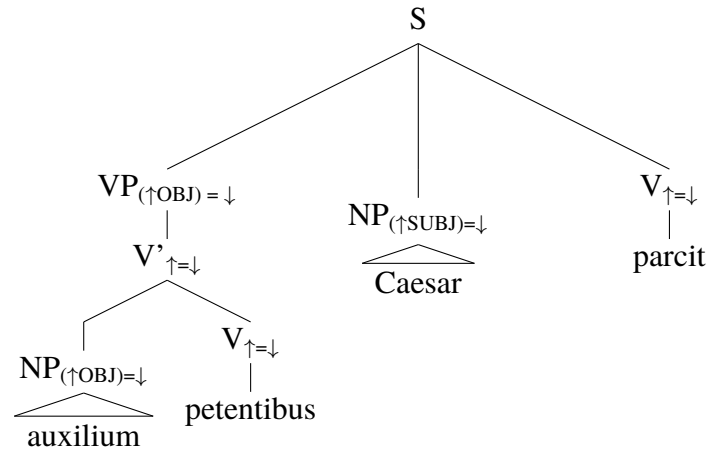 S
VP(↑OBJ) = ↓
NP(↑SUBJ)=↓
V↑=↓
V'↑=↓
Caesar
parcit
NP(↑OBJ)=↓
V↑=↓
auxilium
petentibus